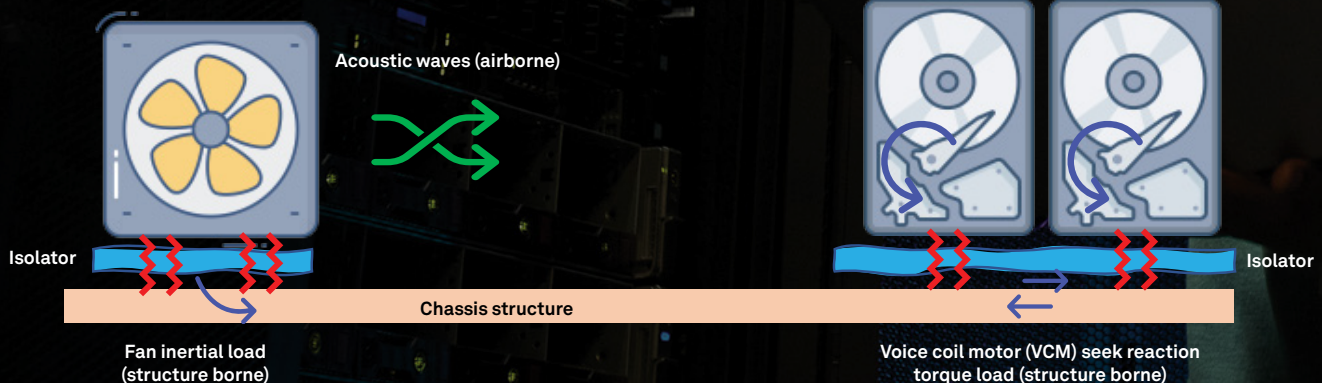 Acoustic waves (airborne)
Isolator
Isolator
Chassis structure
Fan inertial load
(structure borne)
Voice coil motor (VCM) seek reaction
torque load (structure borne)